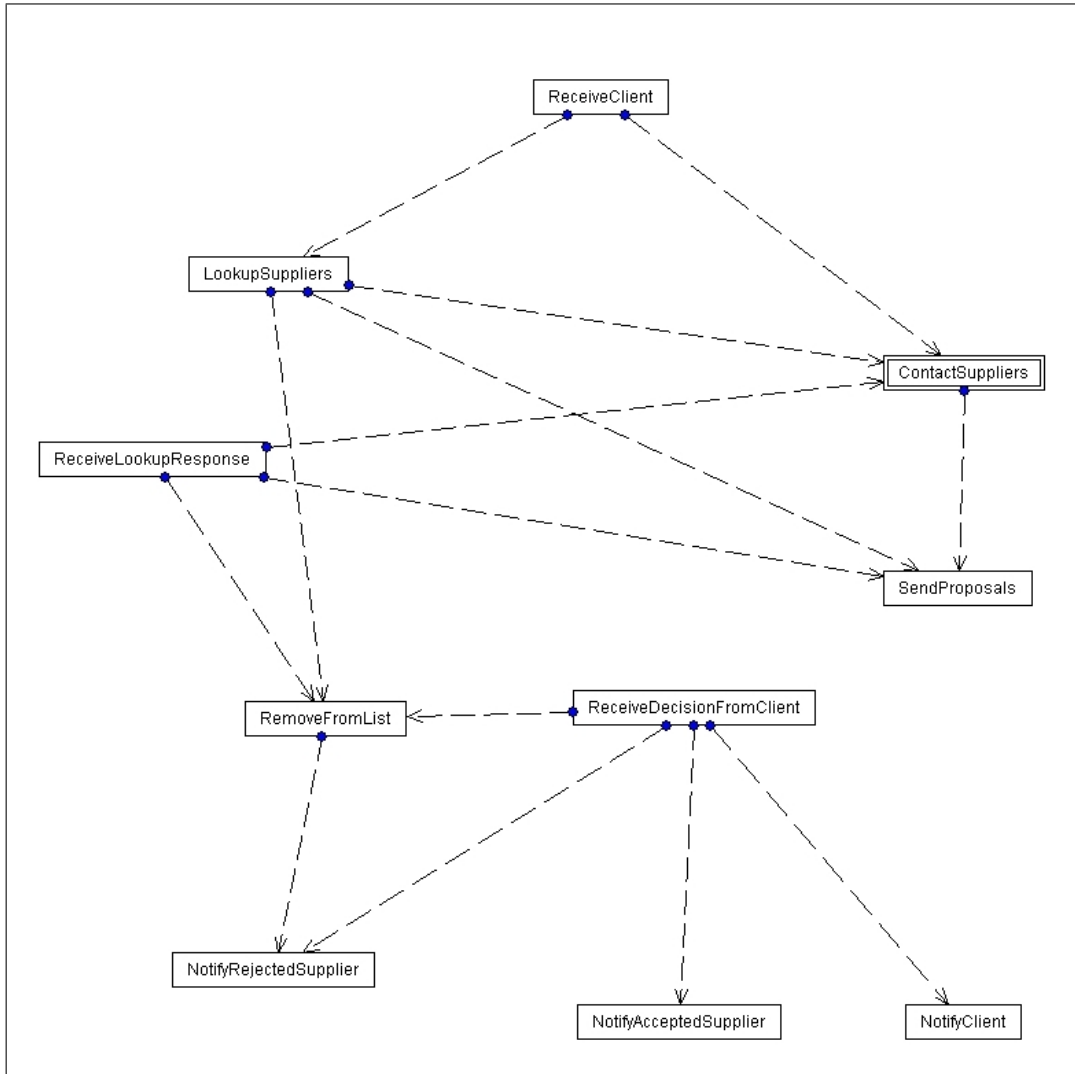 ReceiveClient
LookupSuppliers
ContactSuppliers
ReceiveLookupResponse
SendProposals
RemoveFromList
ReceiveDecisionFromClient
NotifyRejectedSupplier
NotifyAcceptedSupplier
NotifyClient